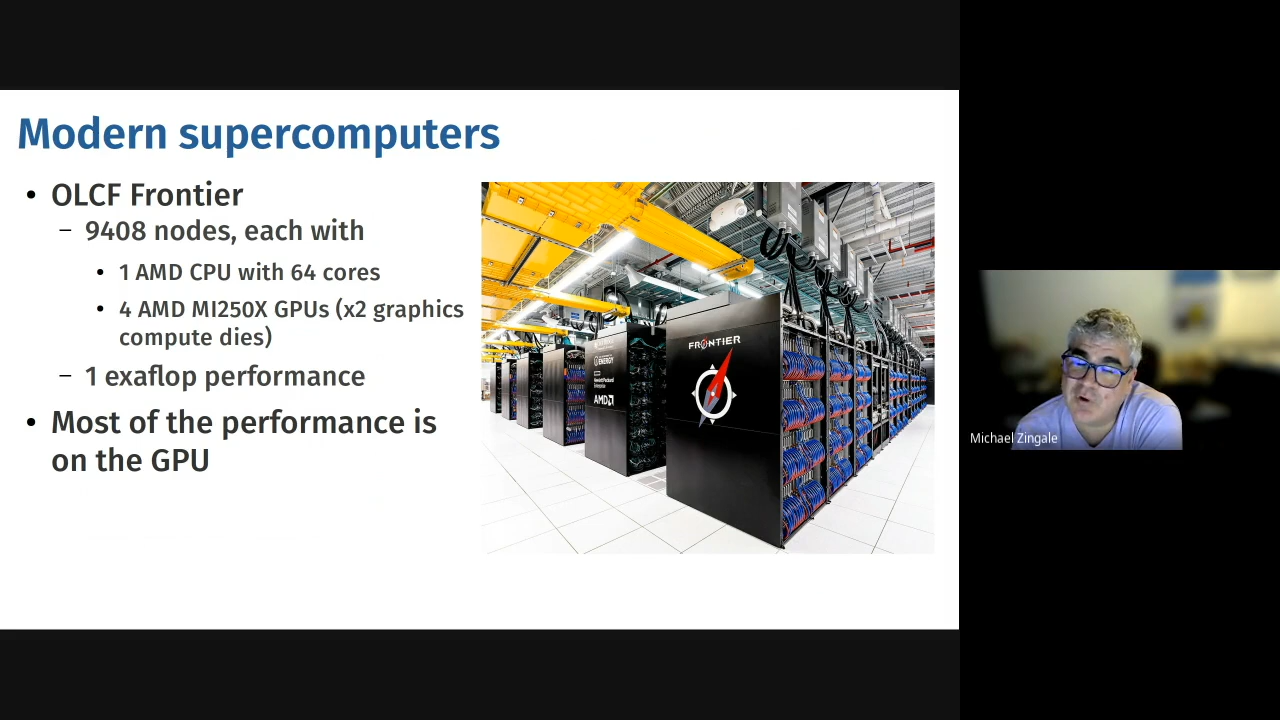 Modern supercomputers
• OLCF Frontier
– 9408 nodes, each with
• 1 AMD CPU with 64 cores
• 4 AMD MI250X GPUs (x2 graphics
compute dies)
– 1 exaflop performance
• Most of the performance is
on the GPU
FRONTIER
ENERGY
AMD
Michael Zingale